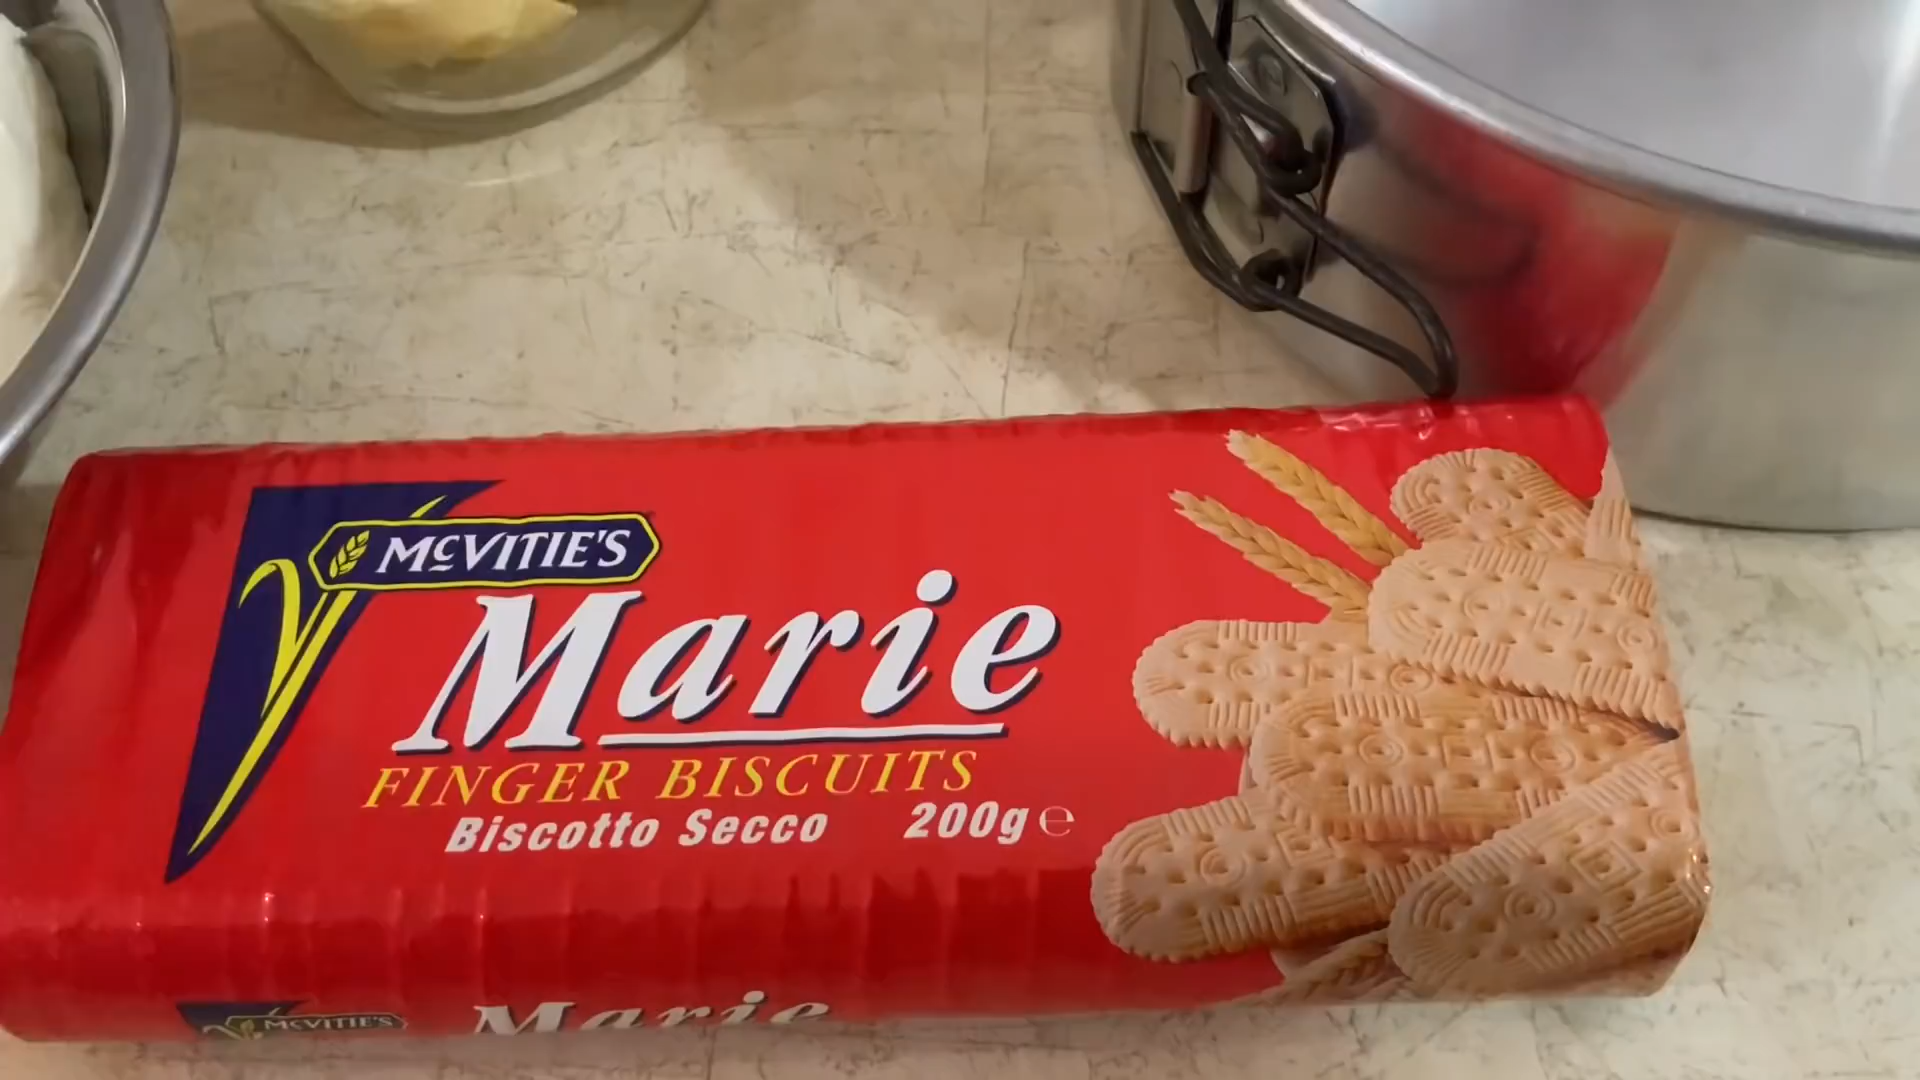 McVITIE'S
Marie
FINGER BISCUITS
Biscotto Secco 200g ℮
McVITIE'S Marie